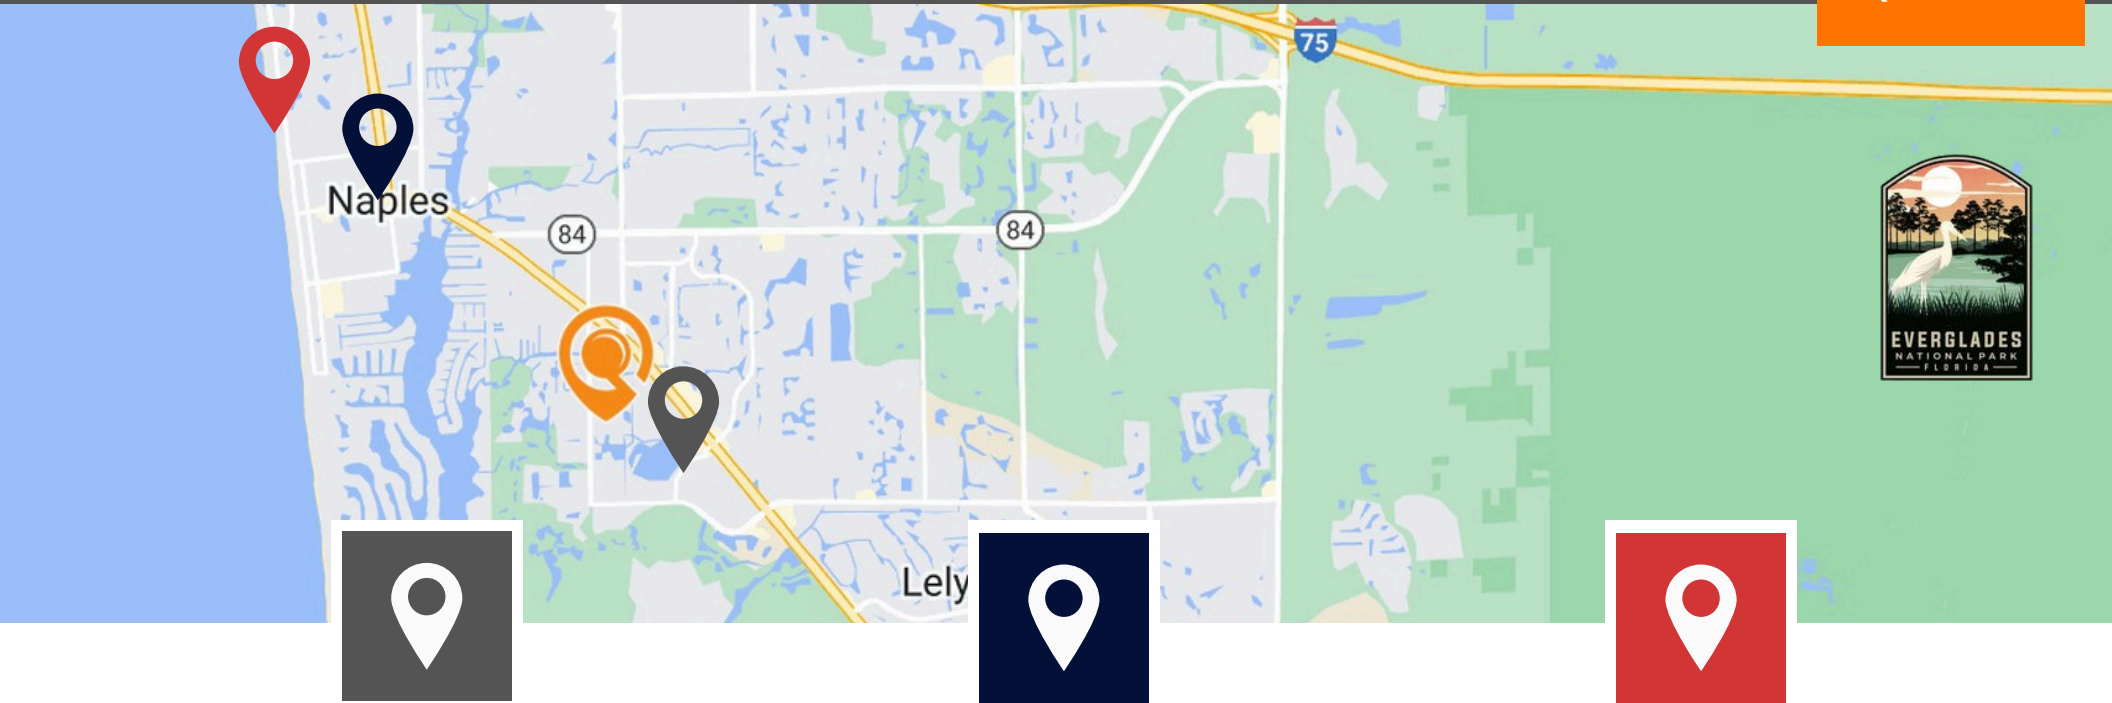 75
Naples
84
84
EVERGLADES
NATIONAL PARK
FLORIDA
Lely